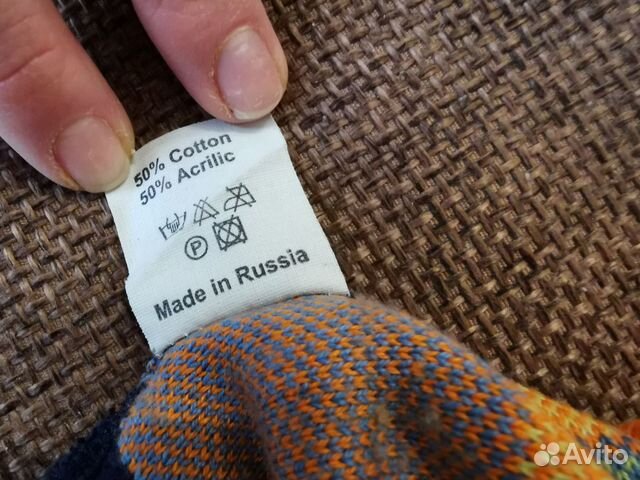 50% Cotton
50% Acrilic
P
Made in Russia
Avito